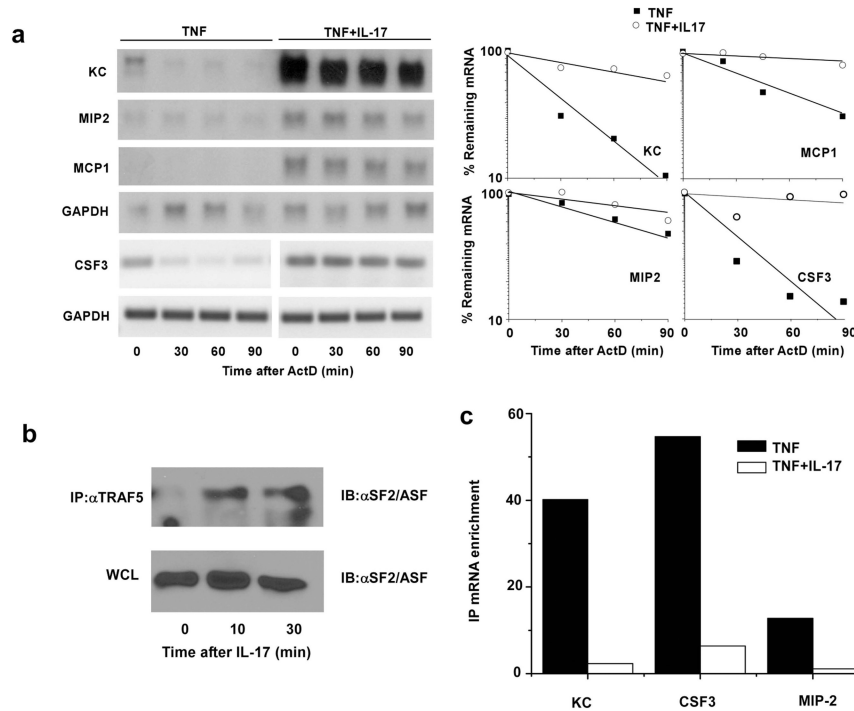 a
TNF
TNF+IL-17
KC
MIP2
MCP1
GAPDH
CSF3
GAPDH
0 30 60 90 0 30 60 90
Time after ActD (min)
TNF
TNF+IL17
% Remaining mRNA
100
10
KC
MCP1
% Remaining mRNA
100
10
MIP2
CSF3
0 30 60 90 0 30 60 90
Time after ActD (min) Time after ActD (min)
b
IP:αTRAF5
IB:αSF2/ASF
WCL
IB:αSF2/ASF
0 10 30
Time after IL-17 (min)
c
IP mRNA enrichment
60
40
20
0
TNF
TNF+IL-17
KC CSF3 MIP-2